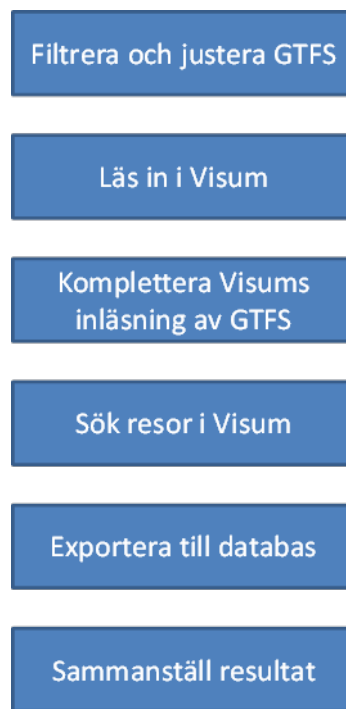 Filtrera och justera GTFS
Läs in i Visum
Komplettera Visums
inläsning av GTFS
Sök resor i Visum
Exportera till databas
Sammanställ resultat